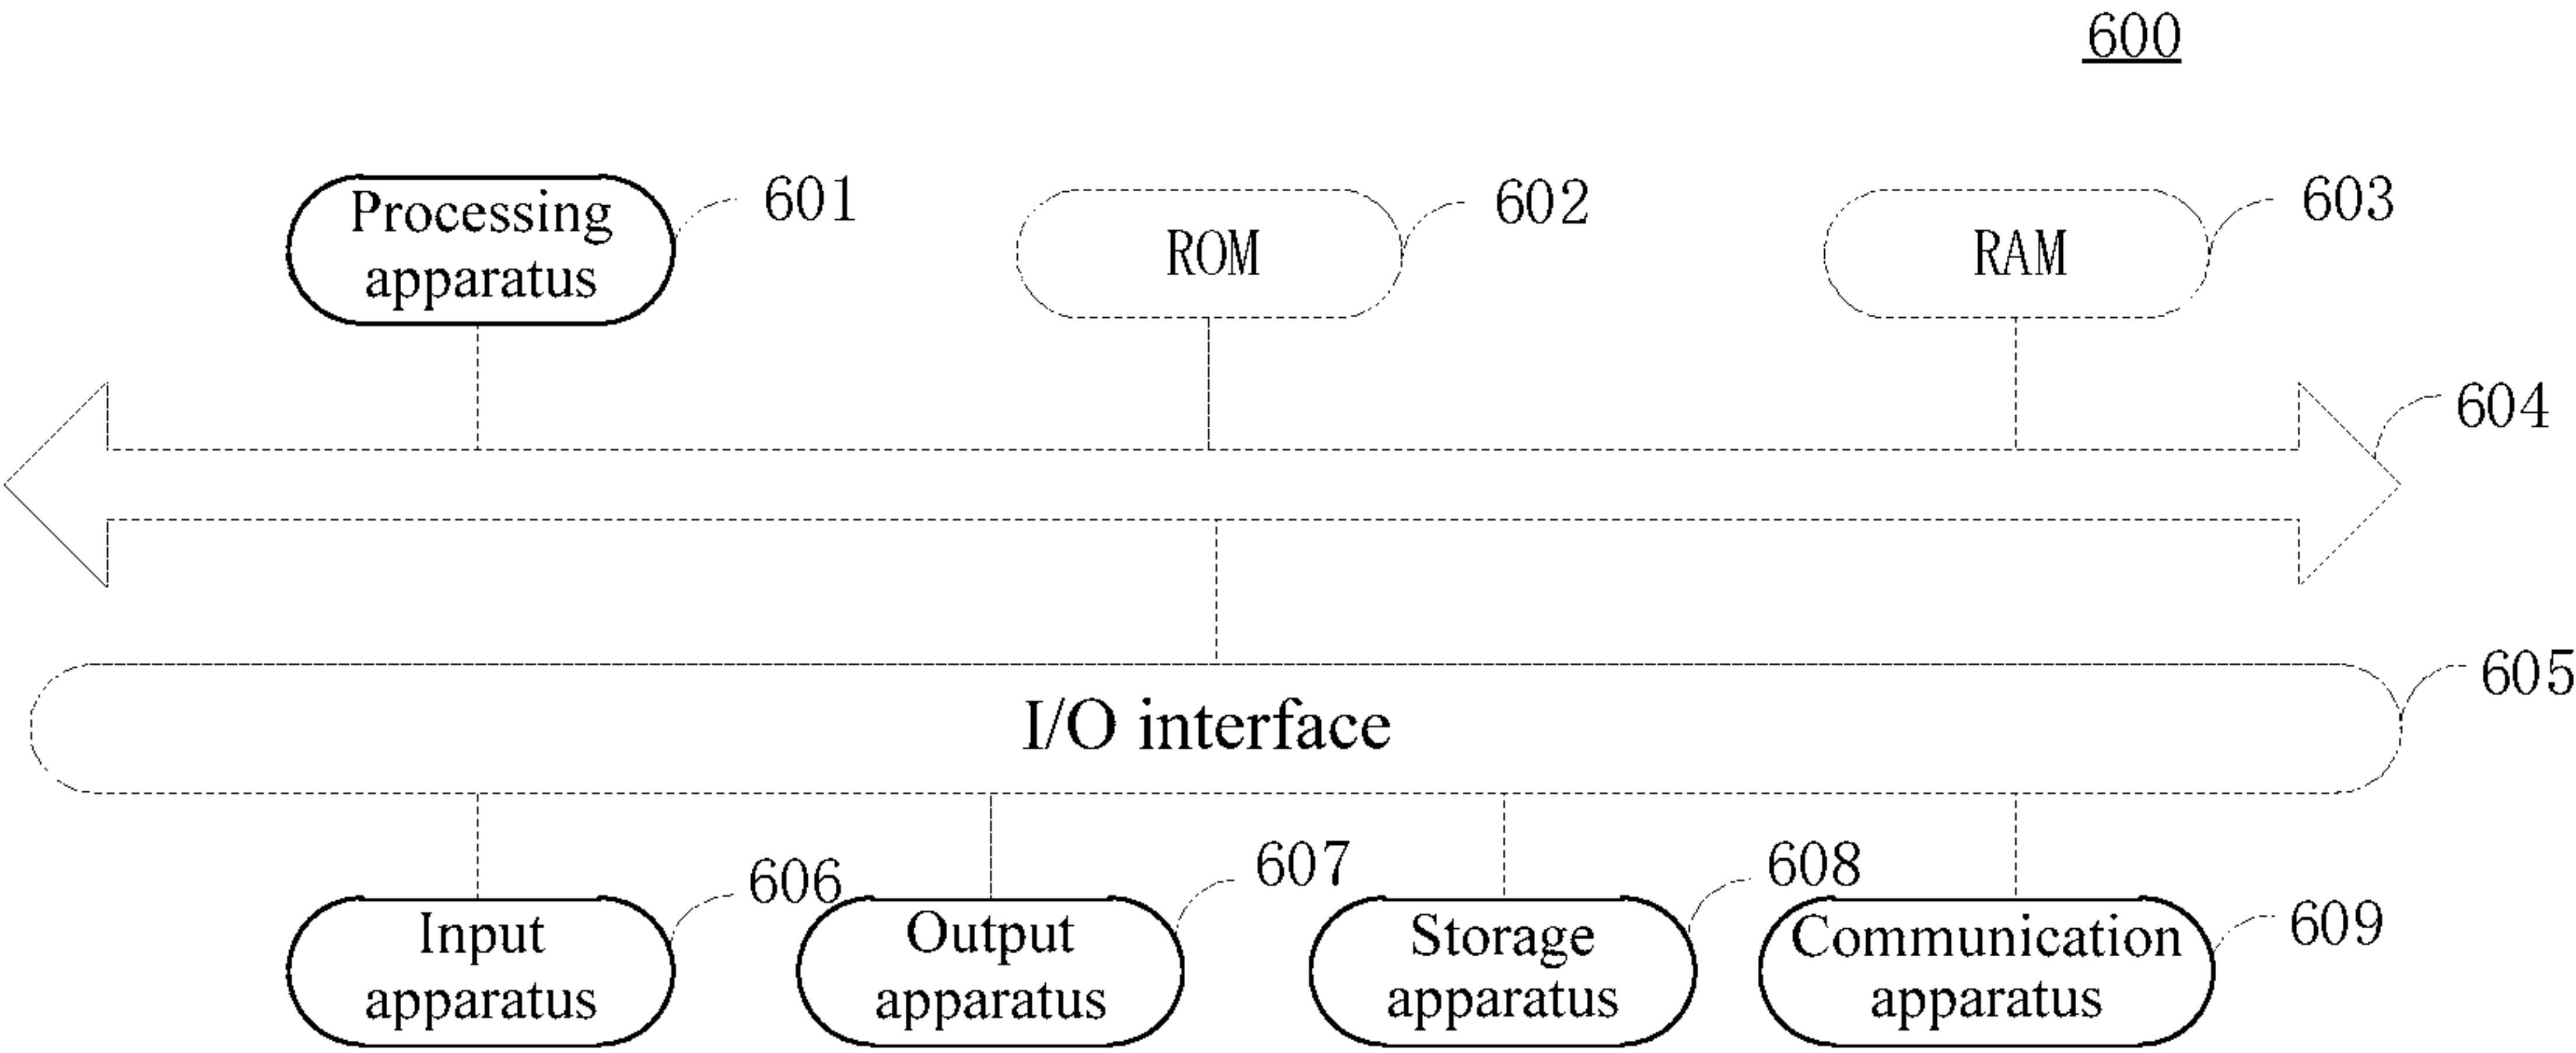 600
Processing
apparatus
601
ROM
602
RAM
603
604
I/O interface
605
Input
apparatus
606
Output
apparatus
607
Storage
apparatus
608
Communication
apparatus
609